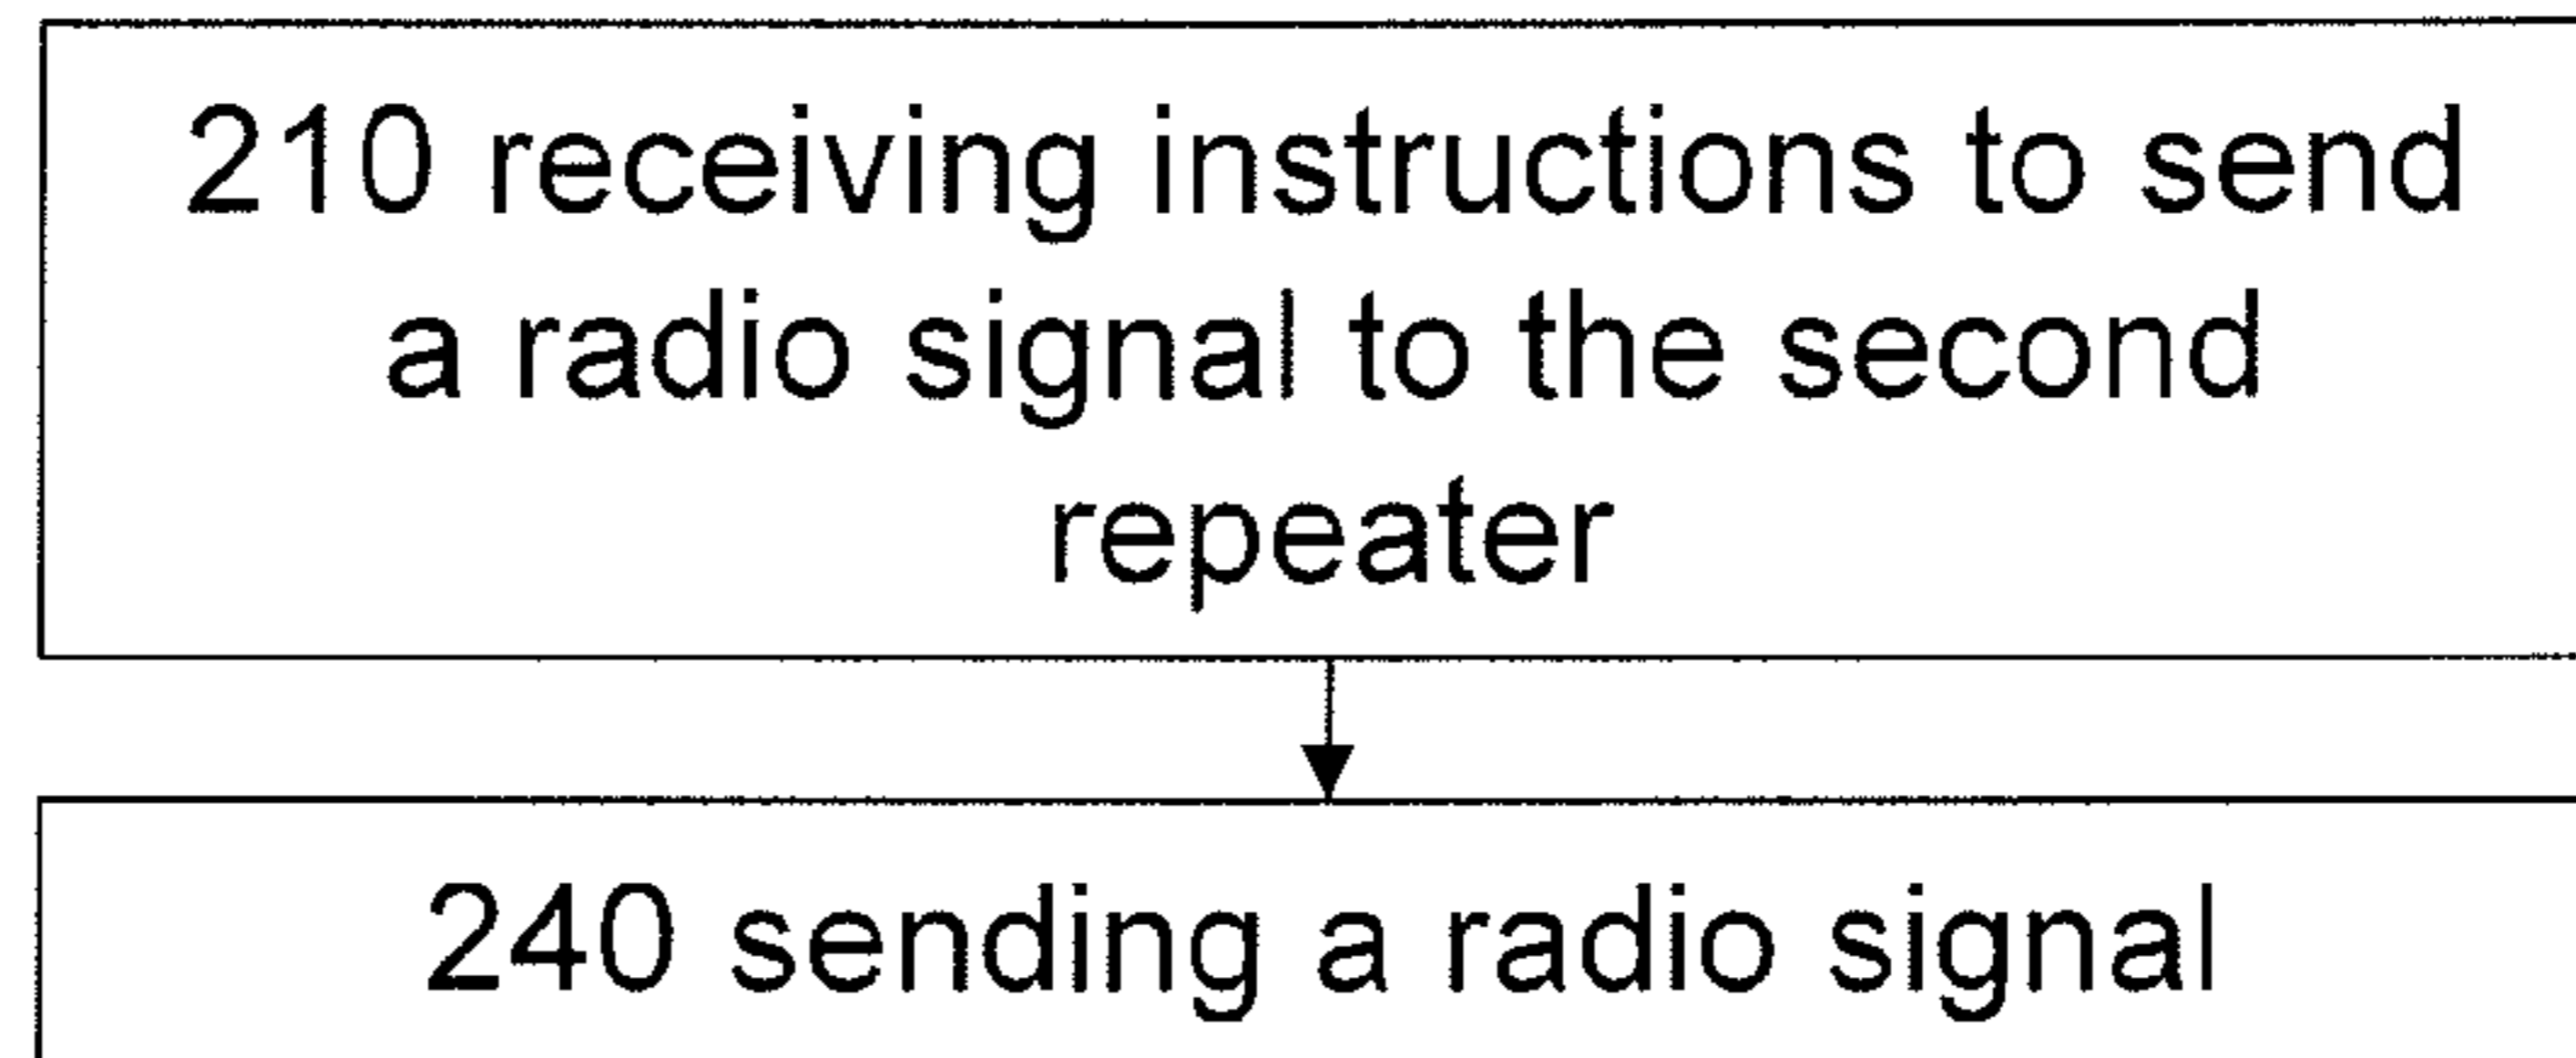 210 receiving instructions to send
a radio signal to the second
repeater
240 sending a radio signal